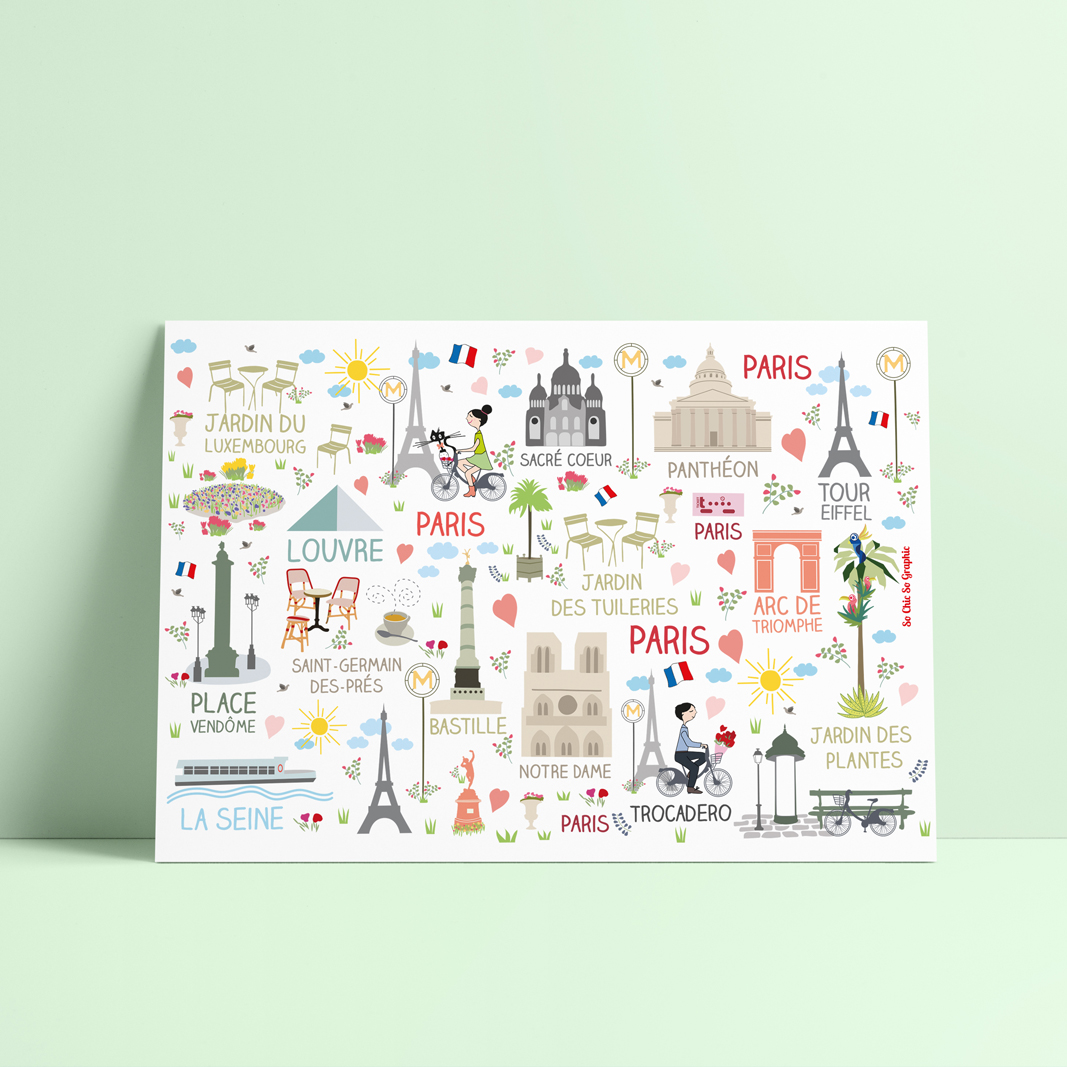 PARIS
JARDIN DU
LUXEMBOURG
M
M
M
SACRÉ COEUR
PANTHÉON
TOUR
EIFFEL
LOUVRE
PARIS
t
PARIS
JARDIN
DES TUILERIES
ARC DE
TRIOMPHE
So Chic So Graphic
PARIS
SAINT-GERMAIN
DES-PRÉS
PLACE
VENDÔME
M
BASTILLE
M
JARDIN DES
PLANTES
NOTRE DAME
LA SEINE
PARIS
TROCADERO